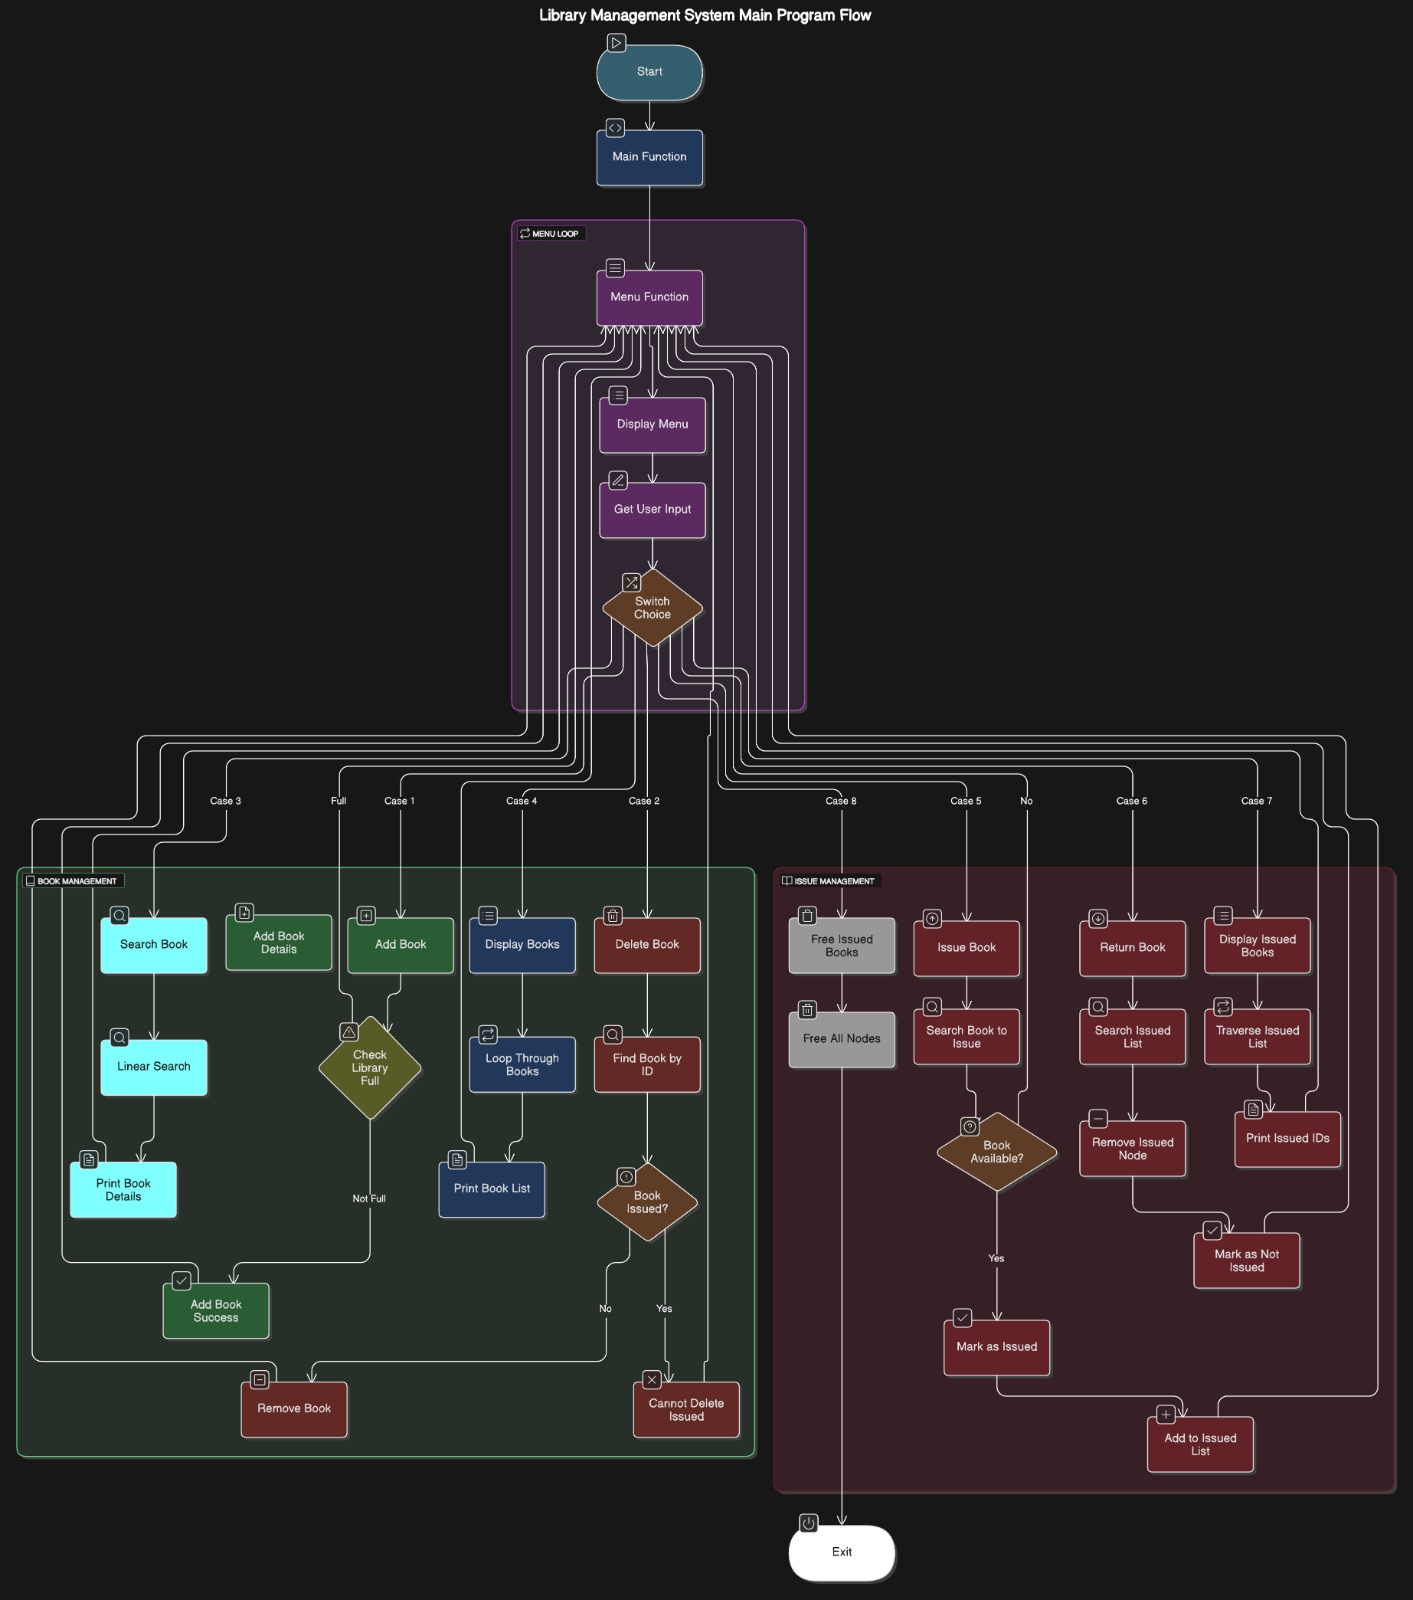 Library Management System Main Program Flow
Start
Main Function
MENU LOOP
Menu Function
Display Menu
Get User Input
Switch
Choice
Case 3
Full
Case 1
Case 4
Case 2
Case 8
Case 5
No
Case 6
Case 7
BOOK MANAGEMENT
Search Book
Add Book
Details
Add Book
Display Books
Delete Book
Linear Search
Check
Library
Full
Loop Through
Books
Find Book by
ID
Print Book
Details
Not Full
Print Book List
Book
Issued?
Add Book
Success
No
Yes
Remove Book
Cannot Delete
Issued
ISSUE MANAGEMENT
Free Issued
Books
Issue Book
Return Book
Display Issued
Books
Free All Nodes
Search Book to
Issue
Search Issued
List
Traverse Issued
List
Book
Available?
Remove Issued
Node
Print Issued IDs
Yes
Mark as Not
Issued
Mark as Issued
Add to Issued
List
Exit